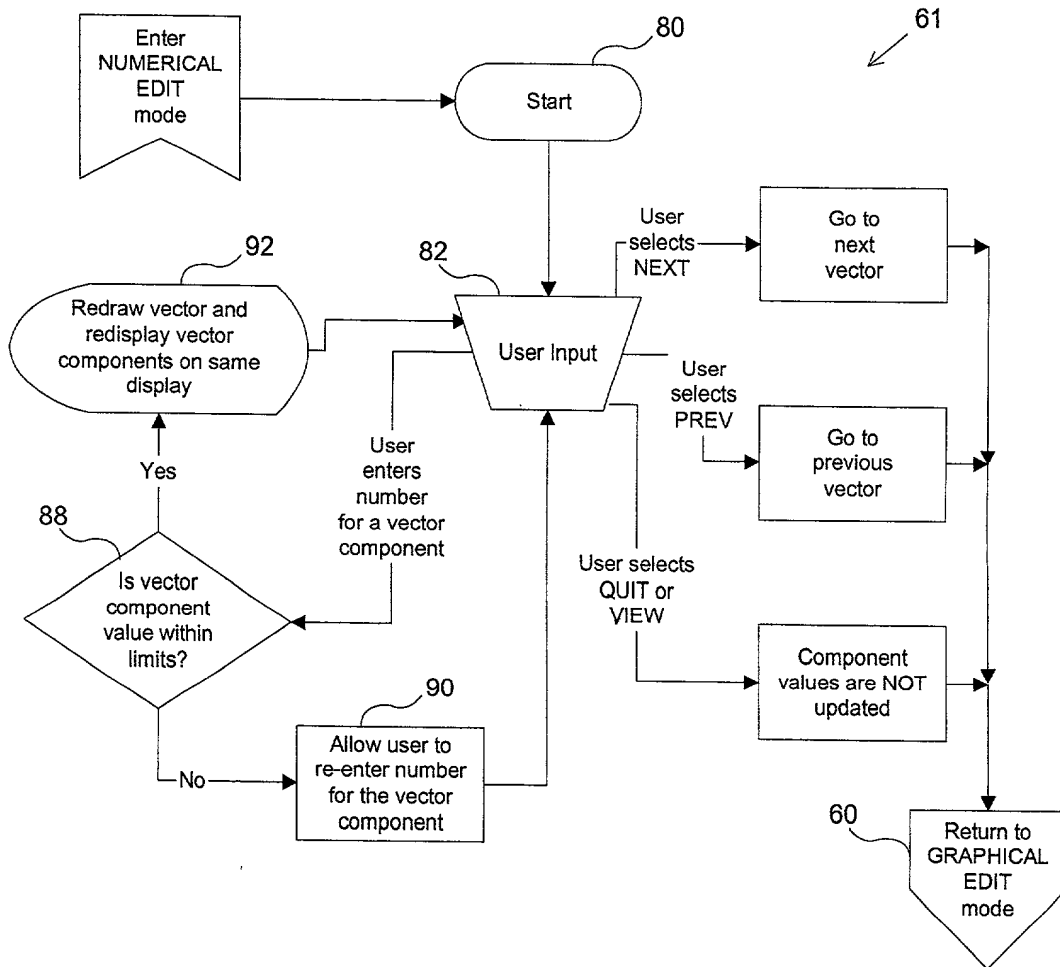 Enter
NUMERICAL
EDIT
mode
80
Start
61
User
selects
NEXT
Go to
next
vector
92
Redraw vector and
redisplay vector
components on same
display
82
User Input
User
selects
PREV
Go to
previous
vector
User
enters
number
for a vector
component
Yes
88
Is vector
component
value within
limits?
User selects
QUIT or
VIEW
Component
values are NOT
updated
No
90
Allow user to
re-enter number
for the vector
component
60
Return to
GRAPHICAL
EDIT
mode